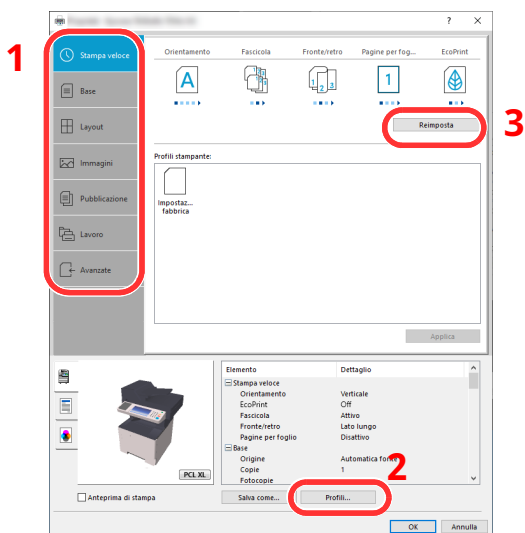 ? ×
1
Stampa veloce
Base
Layout
Immagini
Pubblicazione
Lavoro
Avanzate
Orientamento Fascicola Fronte/retro Pagine per fog... EcoPrint
A 1 2 3 1
Reimposta
3
Profili stampante:
Impostaz...
fabbrica
Applica
Elemento Dettaglio
Stampa veloce
Orientamento Verticale
EcoPrint Off
Fascicola Attivo
Fronte/retro Lato lungo
Pagine per foglio Disattivo
Base
Origine Automatica fonte
Copie 1
Fotocopie
2
PCL XL
Anteprima di stampa
Salva come... Profili...
OK Annulla